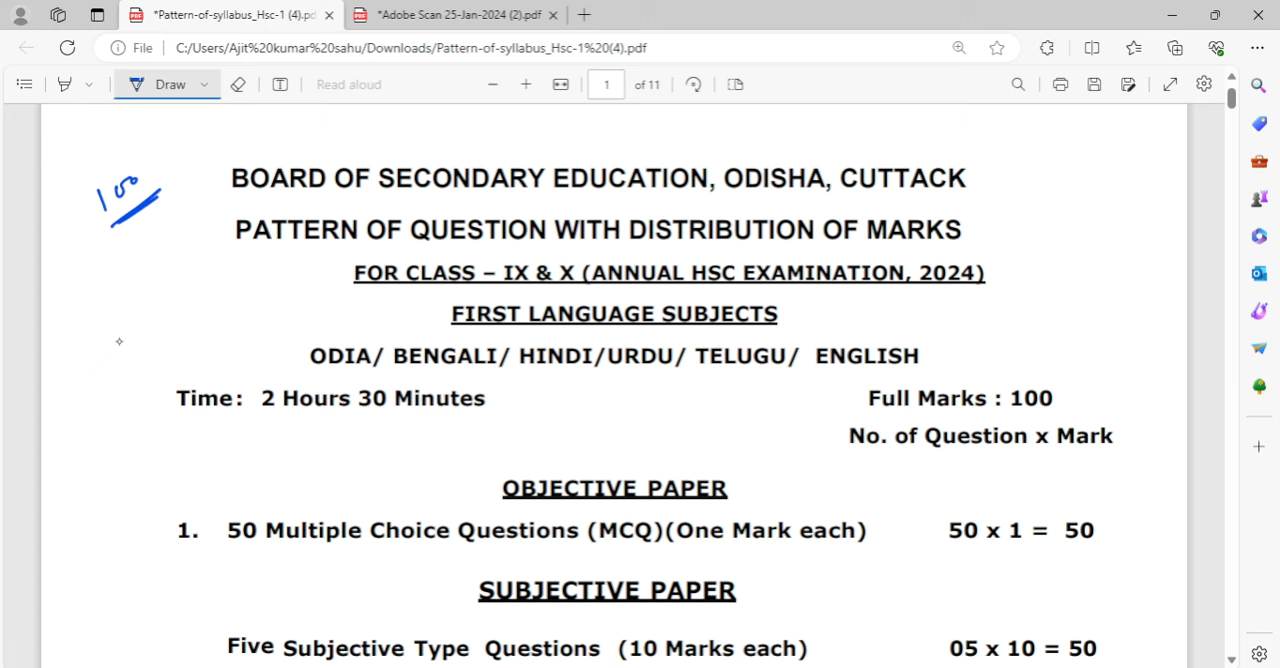 *Pattern-of-syllabus_Hsc-1 (4).pd
*Adobe Scan 25-Jan-2024 (2).pdf
File
C:/Users/Ajit%20kumar%20sahu/Downloads/Pattern-of-syllabus_Hsc-1%20(4).pdf
Draw
Read aloud
1 of 11
BOARD OF SECONDARY EDUCATION, ODISHA, CUTTACK
PATTERN OF QUESTION WITH DISTRIBUTION OF MARKS
FOR CLASS – IX & X (ANNUAL HSC EXAMINATION, 2024)
FIRST LANGUAGE SUBJECTS
ODIA/ BENGALI/ HINDI/URDU/ TELUGU/ ENGLISH
Time: 2 Hours 30 Minutes Full Marks : 100
No. of Question x Mark
OBJECTIVE PAPER
1. 50 Multiple Choice Questions (MCQ)(One Mark each) 50 x 1 = 50
SUBJECTIVE PAPER
Five Subjective Type Questions (10 Marks each) 05 x 10 = 50